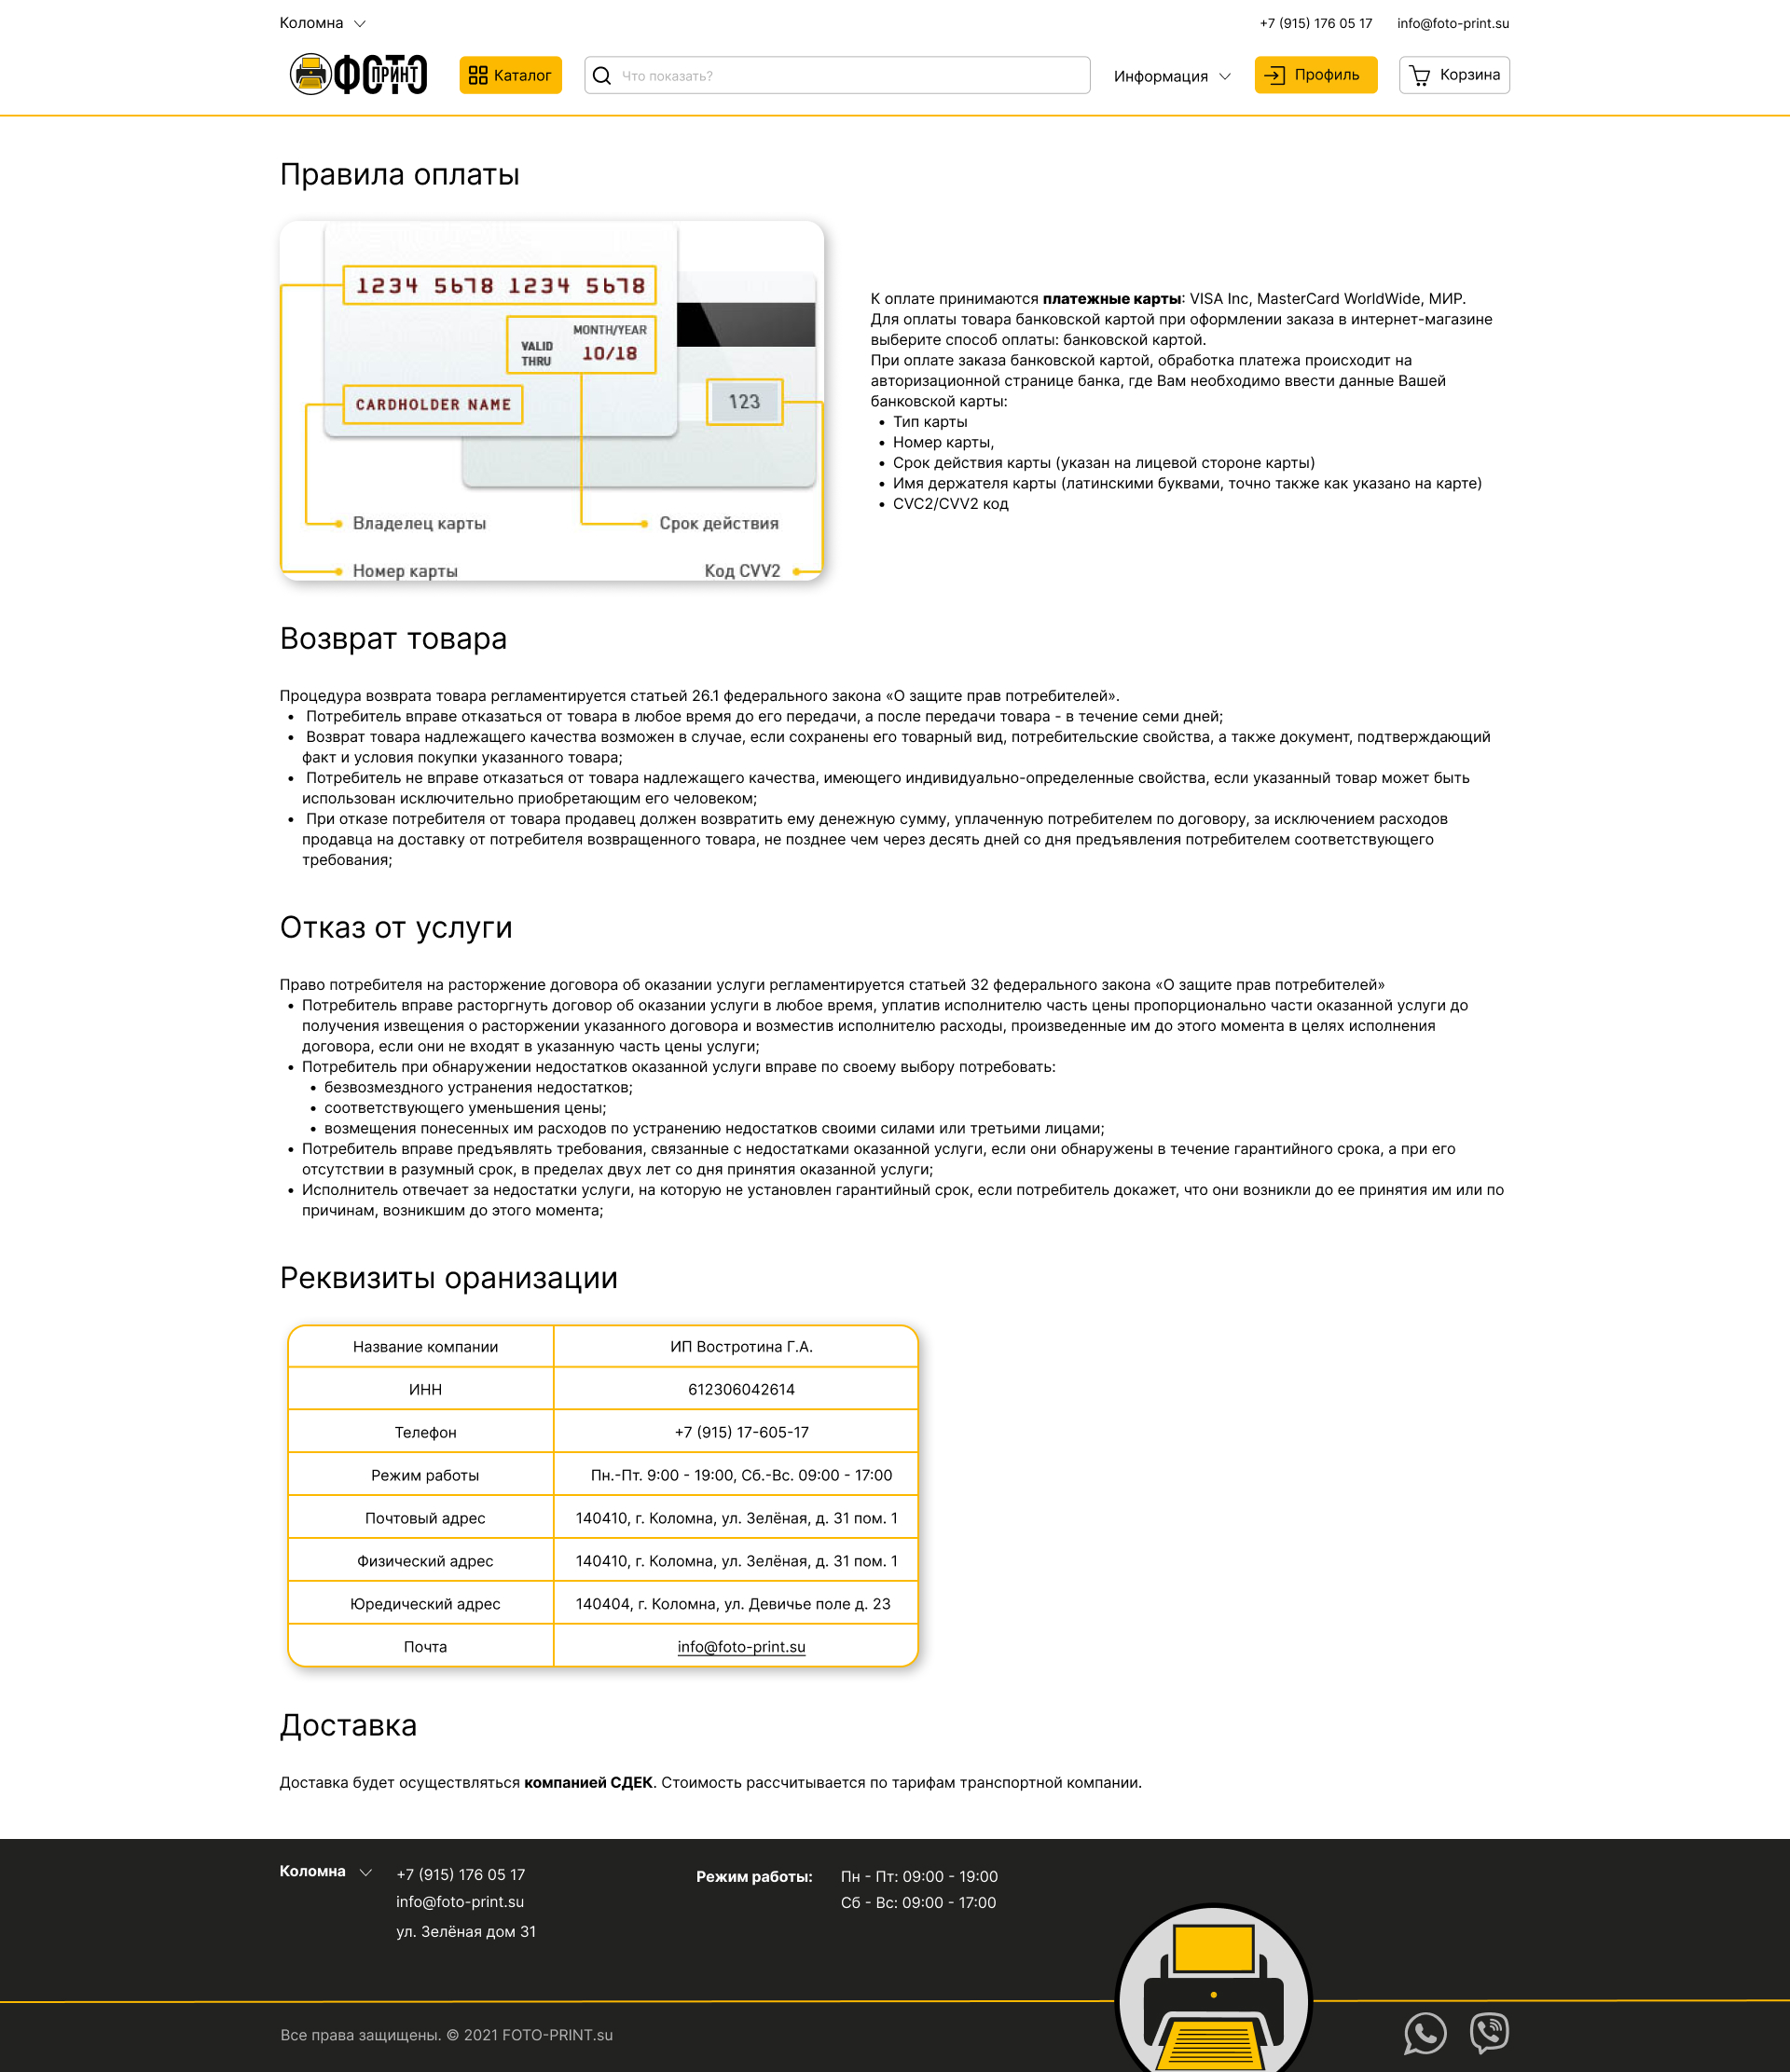 Коломна
+7 (915) 176 05 17
info@foto-print.su
ФОТО
ПРИНТ
Каталог
Что показать?
Информация
Профиль
Корзина
Правила оплаты
1234 5678 1234 5678
MONTH/YEAR
VALID
THRU
10/18
CARDHOLDER NAME
123
Владелец карты
Срок действия
Номер карты
Код CVV2
К оплате принимаются платежные карты: VISA Inc, MasterCard WorldWide, МИР.
Для оплаты товара банковской картой при оформлении заказа в интернет-магазине
выберите способ оплаты: банковской картой.
При оплате заказа банковской картой, обработка платежа происходит на
авторизационной странице банка, где Вам необходимо ввести данные Вашей
банковской карты:
• Тип карты
• Номер карты,
• Срок действия карты (указан на лицевой стороне карты)
• Имя держателя карты (латинскими буквами, точно также как указано на карте)
• CVC2/CVV2 код
Возврат товара
Процедура возврата товара регламентируется статьей 26.1 федерального закона «О защите прав потребителей».
• Потребитель вправе отказаться от товара в любое время до его передачи, а после передачи товара - в течение семи дней;
• Возврат товара надлежащего качества возможен в случае, если сохранены его товарный вид, потребительские свойства, а также документ, подтверждающий
факт и условия покупки указанного товара;
• Потребитель не вправе отказаться от товара надлежащего качества, имеющего индивидуально-определенные свойства, если указанный товар может быть
использован исключительно приобретающим его человеком;
• При отказе потребителя от товара продавец должен возвратить ему денежную сумму, уплаченную потребителем по договору, за исключением расходов
продавца на доставку от потребителя возвращенного товара, не позднее чем через десять дней со дня предъявления потребителем соответствующего
требования;
Отказ от услуги
Право потребителя на расторжение договора об оказании услуги регламентируется статьей 32 федерального закона «О защите прав потребителей»
• Потребитель вправе расторгнуть договор об оказании услуги в любое время, уплатив исполнителю часть цены пропорционально части оказанной услуги до
получения извещения о расторжении указанного договора и возместив исполнителю расходы, произведенные им до этого момента в целях исполнения
договора, если они не входят в указанную часть цены услуги;
• Потребитель при обнаружении недостатков оказанной услуги вправе по своему выбору потребовать:
• безвозмездного устранения недостатков;
• соответствующего уменьшения цены;
• возмещения понесенных им расходов по устранению недостатков своими силами или третьими лицами;
• Потребитель вправе предъявлять требования, связанные с недостатками оказанной услуги, если они обнаружены в течение гарантийного срока, а при его
отсутствии в разумный срок, в пределах двух лет со дня принятия оказанной услуги;
• Исполнитель отвечает за недостатки услуги, на которую не установлен гарантийный срок, если потребитель докажет, что они возникли до ее принятия им или по
причинам, возникшим до этого момента;
Реквизиты оранизации
Название компании
ИП Востротина Г.А.
ИНН
612306042614
Телефон
+7 (915) 17-605-17
Режим работы
Пн.-Пт. 9:00 - 19:00, Сб.-Вс. 09:00 - 17:00
Почтовый адрес
140410, г. Коломна, ул. Зелёная, д. 31 пом. 1
Физический адрес
140410, г. Коломна, ул. Зелёная, д. 31 пом. 1
Юредический адрес
140404, г. Коломна, ул. Девичье поле д. 23
Почта
info@foto-print.su
Доставка
Доставка будет осуществляться компанией СДЕК. Стоимость рассчитывается по тарифам транспортной компании.
Коломна
+7 (915) 176 05 17
info@foto-print.su
ул. Зелёная дом 31
Режим работы:
Пн - Пт: 09:00 - 19:00
Сб - Вс: 09:00 - 17:00
Все права защищены. © 2021 FOTO-PRINT.su